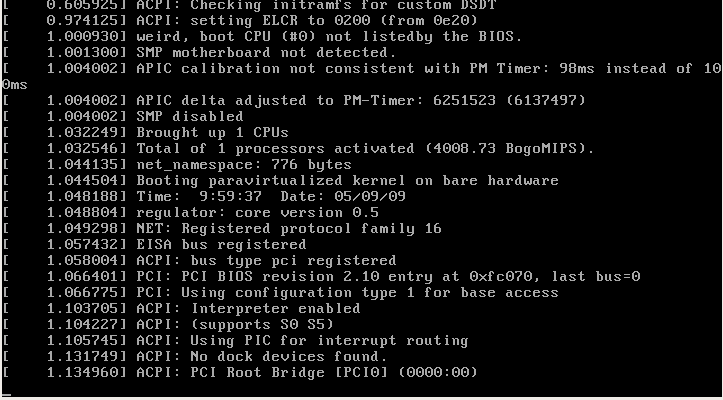 [    0.605925] ACPI: Checking initramfs for custom DSDT
[    0.974125] ACPI: setting ELCR to 0200 (from 0e20)
[    1.000930] weird, boot CPU (#0) not listedby the BIOS.
[    1.001300] SMP motherboard not detected.
[    1.004002] APIC calibration not consistent with PM Timer: 98ms instead of 10
0ms
[    1.004002] APIC delta adjusted to PM-Timer: 6251523 (6137497)
[    1.004002] SMP disabled
[    1.032249] Brought up 1 CPUs
[    1.032546] Total of 1 processors activated (4008.73 BogoMIPS).
[    1.044135] net_namespace: 776 bytes
[    1.044504] Booting paravirtualized kernel on bare hardware
[    1.048188] Time:  9:59:37  Date: 05/09/09
[    1.048804] regulator: core version 0.5
[    1.049298] NET: Registered protocol family 16
[    1.057432] EISA bus registered
[    1.058004] ACPI: bus type pci registered
[    1.066401] PCI: PCI BIOS revision 2.10 entry at 0xfc070, last bus=0
[    1.066775] PCI: Using configuration type 1 for base access
[    1.103705] ACPI: Interpreter enabled
[    1.104227] ACPI: (supports S0 S5)
[    1.105745] ACPI: Using PIC for interrupt routing
[    1.131749] ACPI: No dock devices found.
[    1.134960] ACPI: PCI Root Bridge [PCI0] (0000:00)